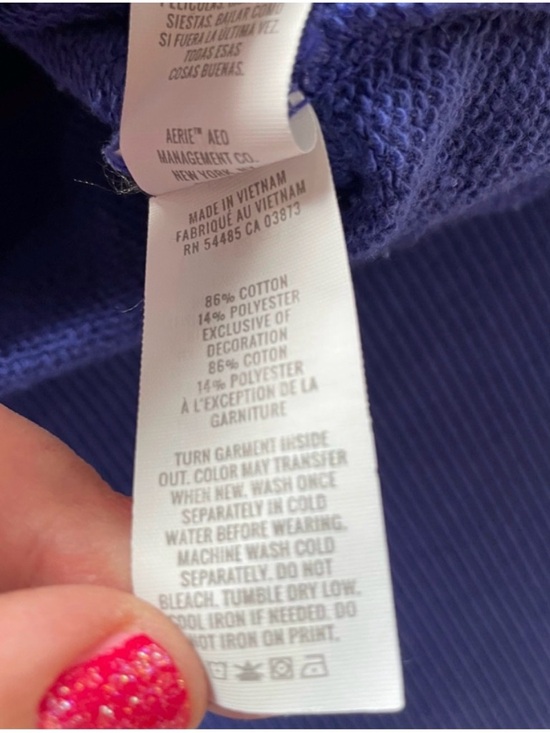 PELÍCULAS
SIESTAS. BAILAR COMO
SI FUERA LA ÚLTIMA VEZ.
TODAS ESAS
COSAS BUENAS.
AERIE™ AEO
MANAGEMENT CO.
NEW YORK, NY
MADE IN VIETNAM
FABRIQUÉ AU VIETNAM
RN 54485 CA 03873
86% COTTON
14% POLYESTER
EXCLUSIVE OF
DECORATION
86% COTON
14% POLYESTER
À L'EXCEPTION DE LA
GARNITURE
TURN GARMENT INSIDE
OUT. COLOR MAY TRANSFER
WHEN NEW. WASH ONCE
SEPARATELY IN COLD
WATER BEFORE WEARING.
MACHINE WASH COLD
SEPARATELY. DO NOT
BLEACH. TUMBLE DRY LOW.
COOL IRON IF NEEDED. DO
NOT IRON ON PRINT.